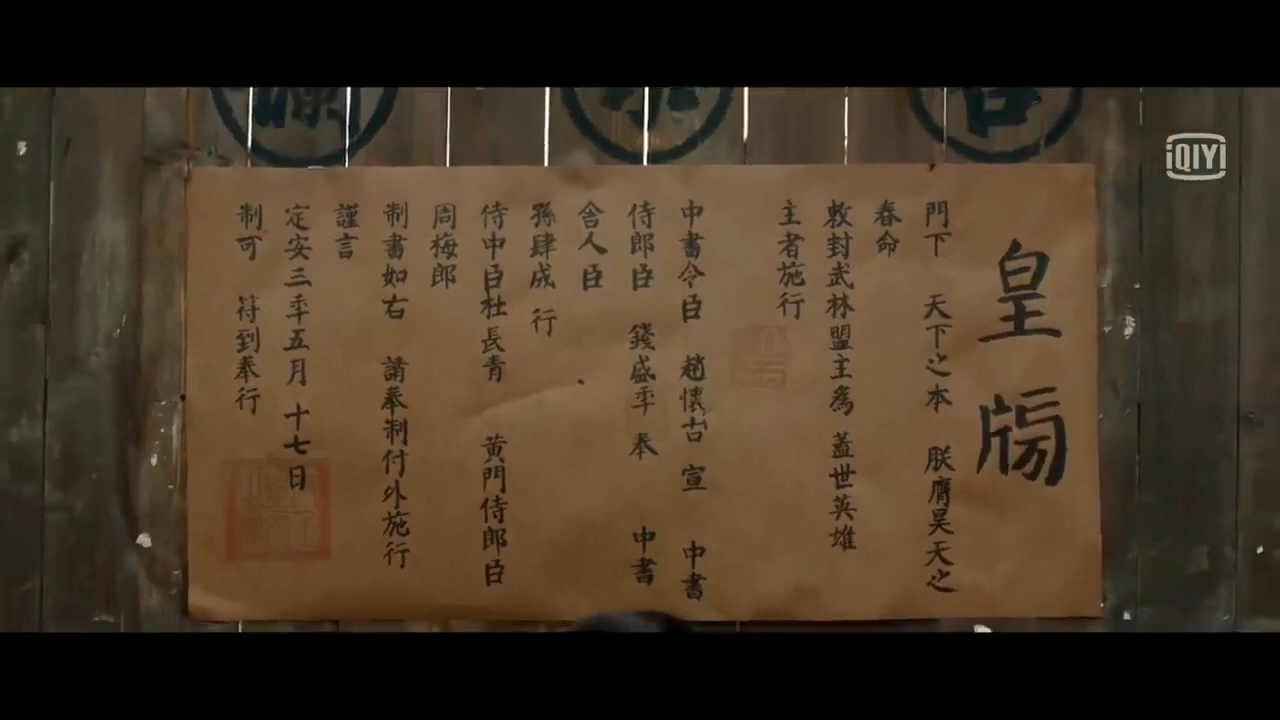 皇牓
門下 天下之本 朕膺昊天之
春命
敕封武林盟主為 蓋世英雄
主者施行
中書令臣 趙懷古 宣 中書
侍郎臣 錢盛年 奉 中書
舍人臣
孫肆成 行
侍中臣杜長青 黃門侍郎臣
周梅郎
制書如右 請奉制付外施行
謹言
定安三年五月十七日
制可 符到奉行
iQIYI